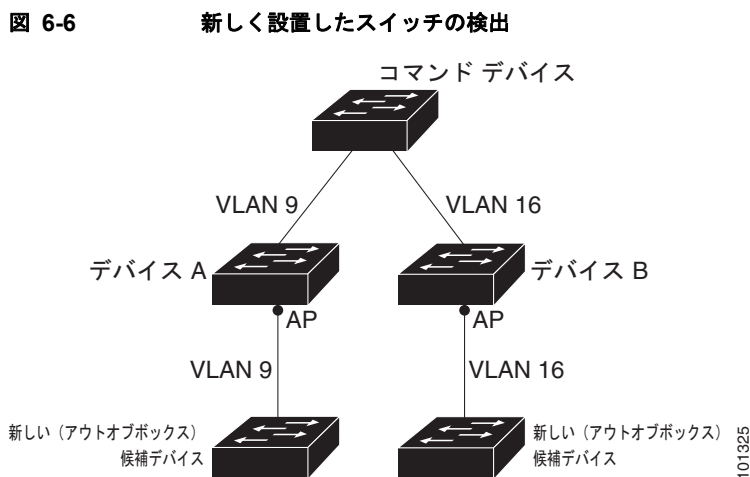 図 6-6 新しく設置したスイッチの検出
コマンド デバイス
VLAN 9
VLAN 16
デバイス A
デバイス B
AP
AP
VLAN 9
VLAN 16
新しい（アウトオブボックス）
候補デバイス
新しい（アウトオブボックス）
候補デバイス
101325